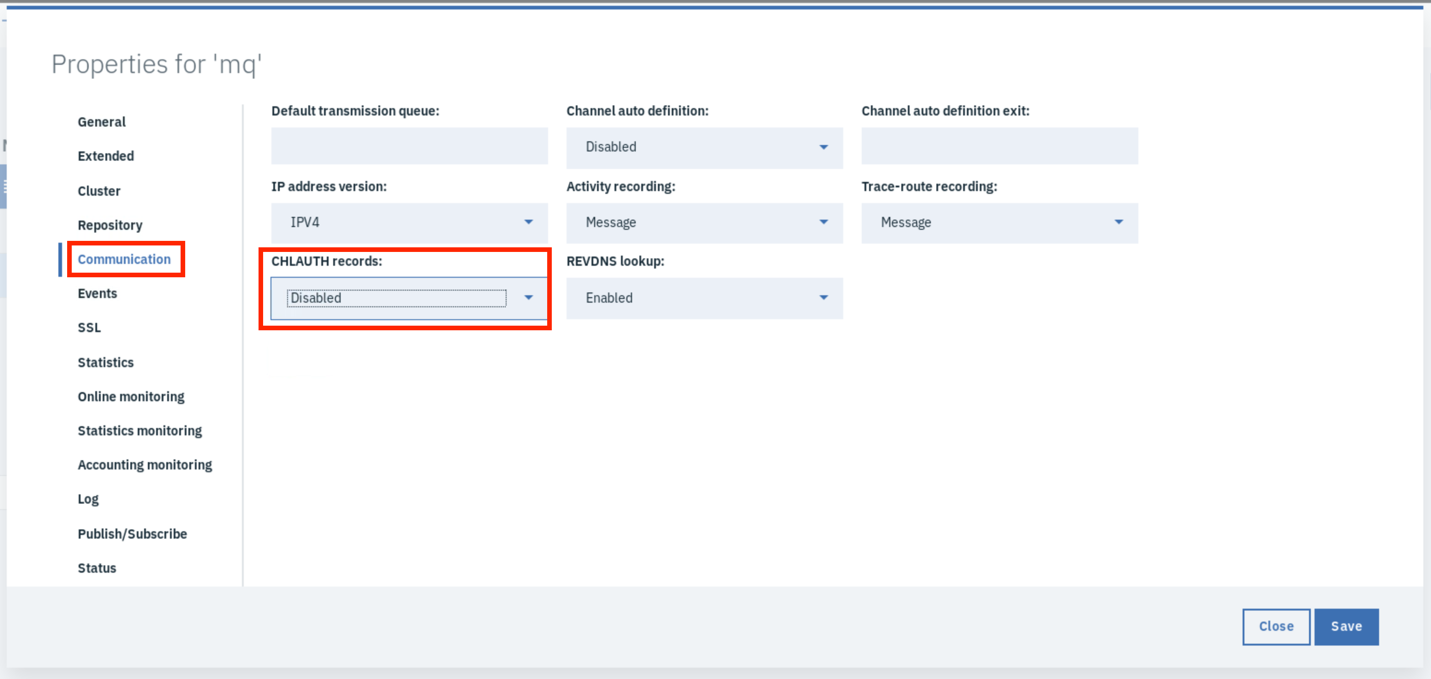 Properties for 'mq'
General
Extended
Cluster
Repository
Communication
Events
SSL
Statistics
Online monitoring
Statistics monitoring
Accounting monitoring
Log
Publish/Subscribe
Status
Default transmission queue:
Channel auto definition:
Disabled
Channel auto definition exit:
IP address version:
IPV4
Activity recording:
Message
Trace-route recording:
Message
CHLAUTH records:
Disabled
REVDNS lookup:
Enabled
Close
Save